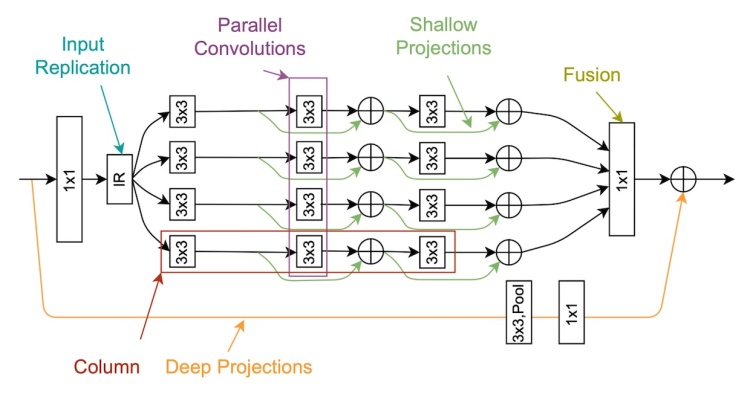 Parallel
Convolutions
Shallow
Projections
Input
Replication
Fusion
1x1
IR
3x3
3x3
3x3
3x3
3x3
3x3
3x3
3x3
3x3
3x3
3x3
3x3
1x1
3x3,Pool
1x1
Column
Deep Projections